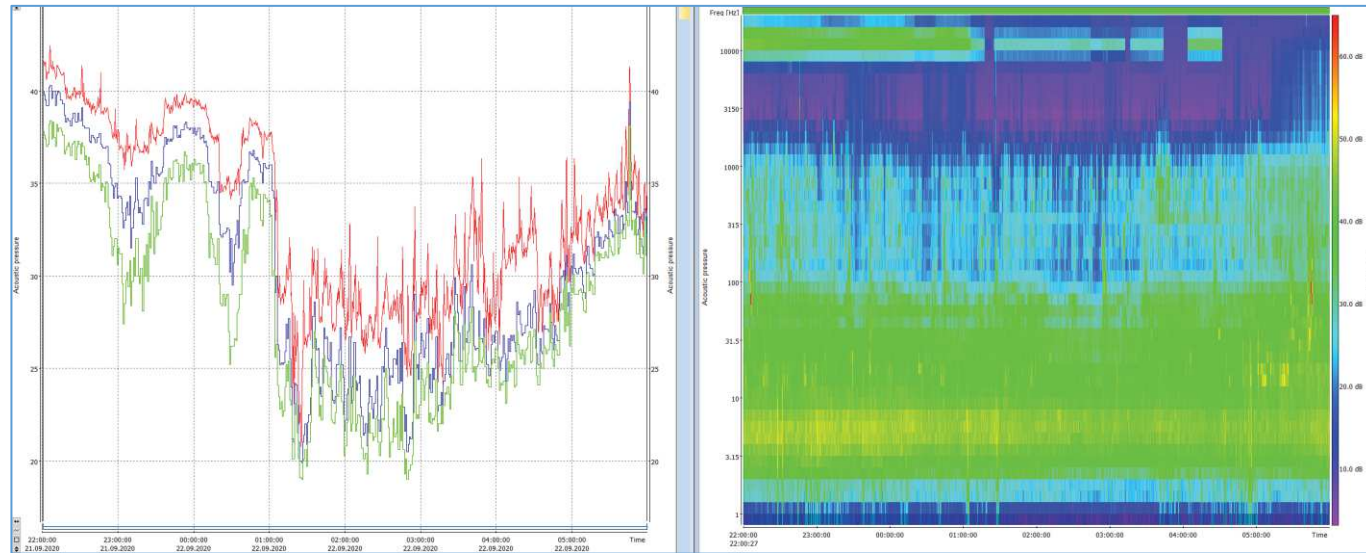 Freq [Hz]
40
35
30
25
20
Acoustic pressure
22:00:00 23:00:00 00:00:00 01:00:00 02:00:00 03:00:00 04:00:00 05:00:00 Time
21.09.2020 21.09.2020 22.09.2020 22.09.2020 22.09.2020 22.09.2020 22.09.2020 22.09.2020
40
35
30
25
20
Acoustic pressure
10000
3150
1000
315
100
31.5
10
3.15
1
Acoustic pressure
22:00:00 23:00:00 00:00:00 01:00:00 02:00:00 03:00:00 04:00:00 05:00:00 Time
22:00:27
60.0 dB
50.0 dB
40.0 dB
30.0 dB
20.0 dB
10.0 dB